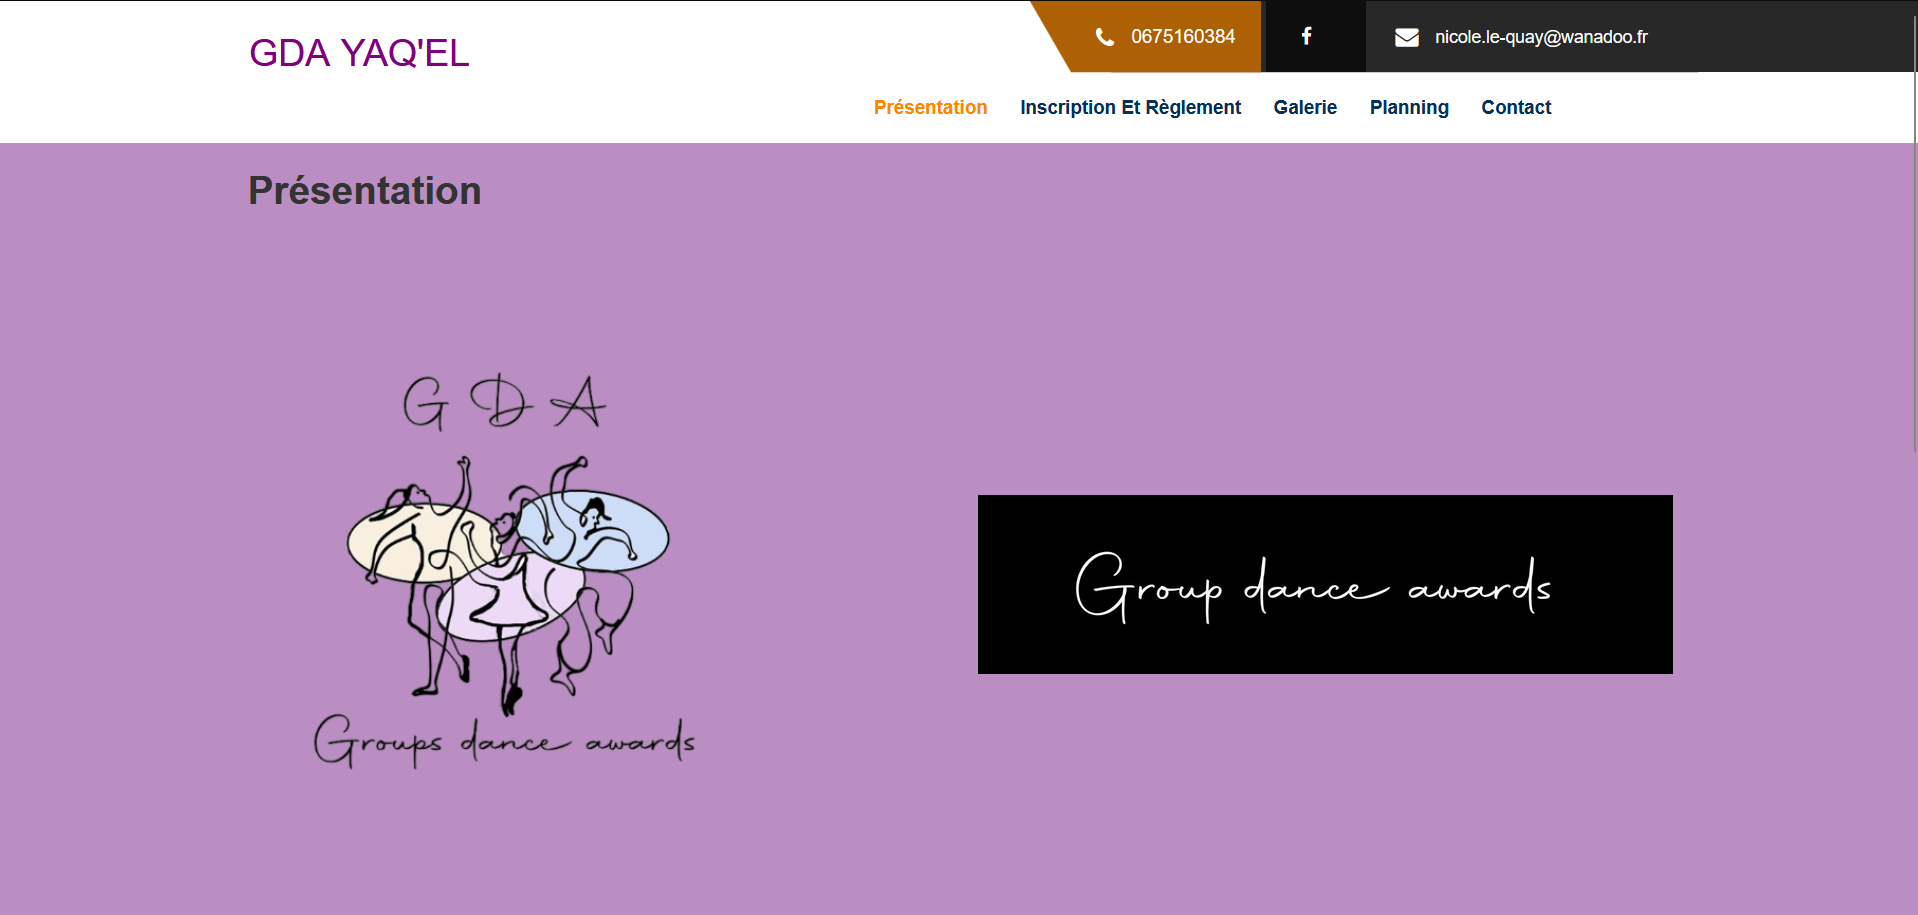 GDA YAQ'EL
0675160384
nicole.le-quay@wanadoo.fr
Présentation
Inscription Et Règlement
Galerie
Planning
Contact
Présentation
G D A
Groups dance awards
Group dance awards